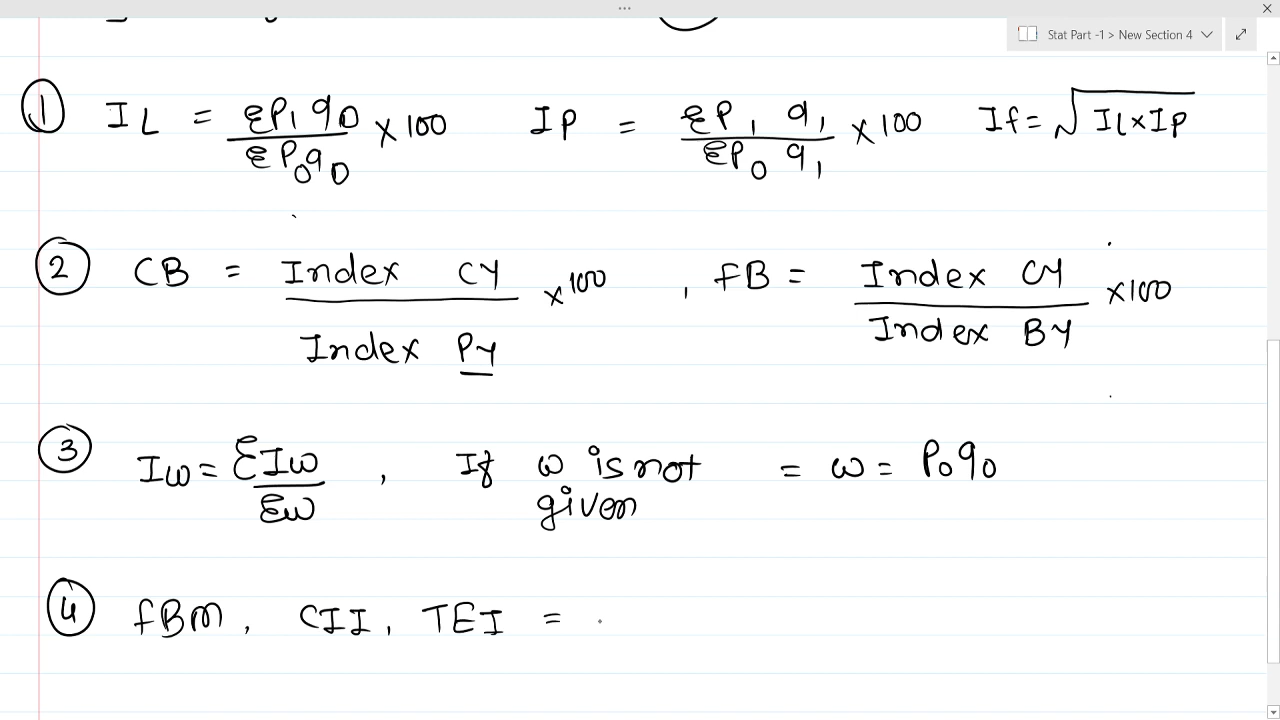 Stat Part -1 > New Section 4
① IL = ΣP₁q₀/ΣP₀q₀ × 100 IP = ΣP₁q₁/ΣP₀q₁ × 100 If = √IL×IP
② CB = Index CY/Index PY × 100 , fB = Index CY/Index BY × 100
③ Iw = ΣIw/Σw , If w is not given = w = P₀q₀
④ fBM, CII, TEI =